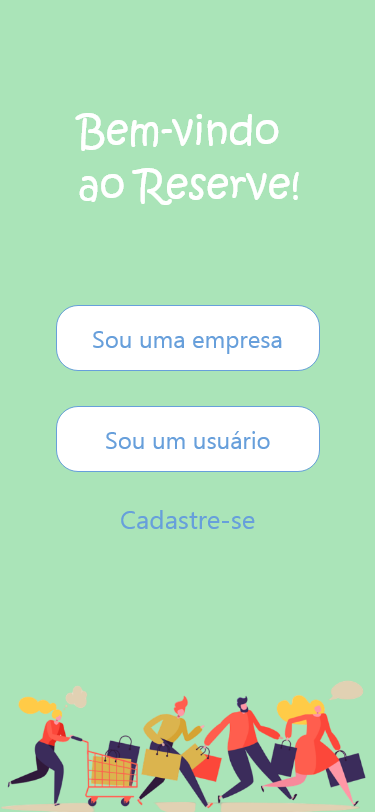 Bem-vindo
ao Reserve!
Sou uma empresa
Sou um usuário
Cadastre-se